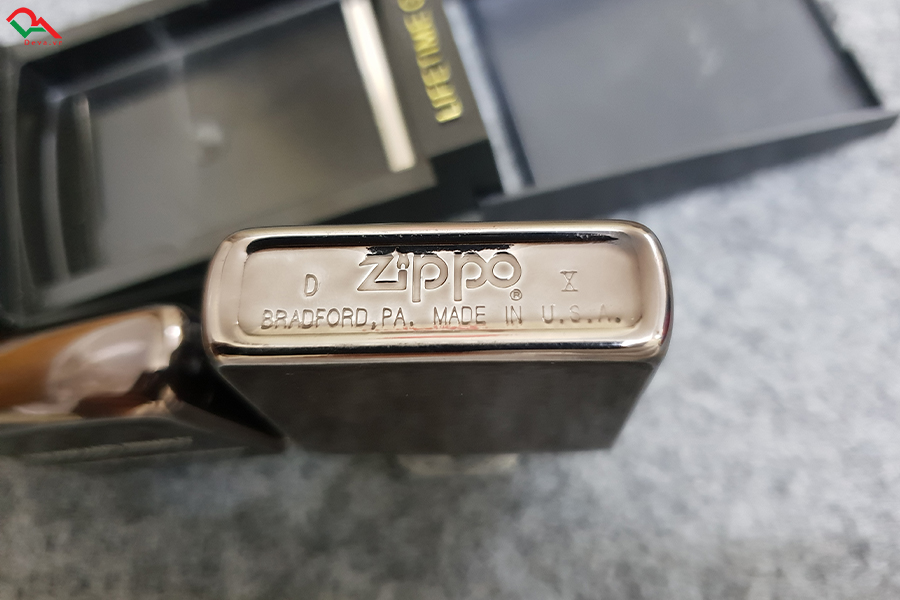 LIFETIME
D zippo® X
BRADFORD, PA. MADE IN U.S.A.